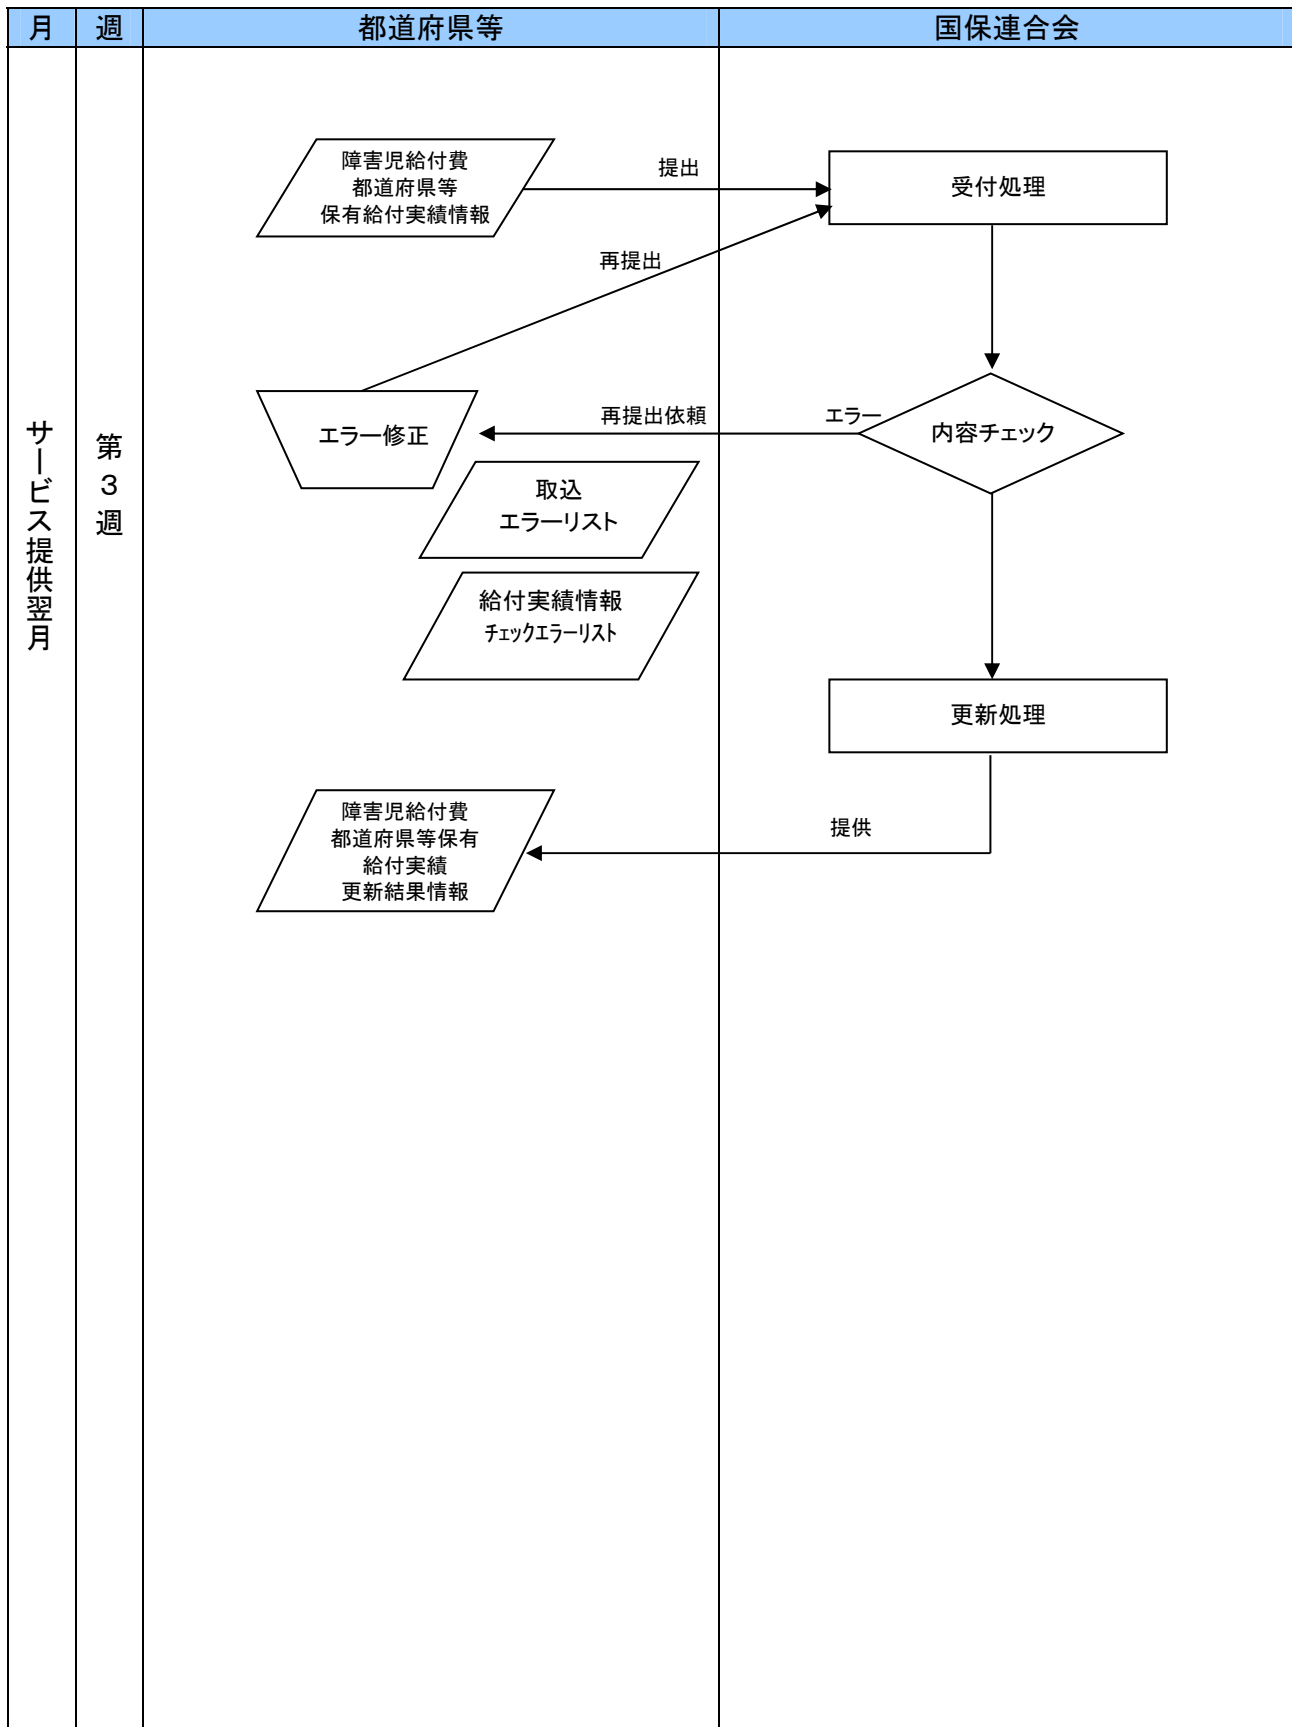 月
週
都道府県等
国保連合会
サービス提供翌月
第3週
障害児給付費
都道府県等
保有給付実績情報
提出
受付処理
再提出
エラー修正
再提出依頼
エラー
内容チェック
取込
エラーリスト
給付実績情報
ﾁｪｯｸｴﾗｰﾘｽﾄ
更新処理
障害児給付費
都道府県等保有
給付実績
更新結果情報
提供